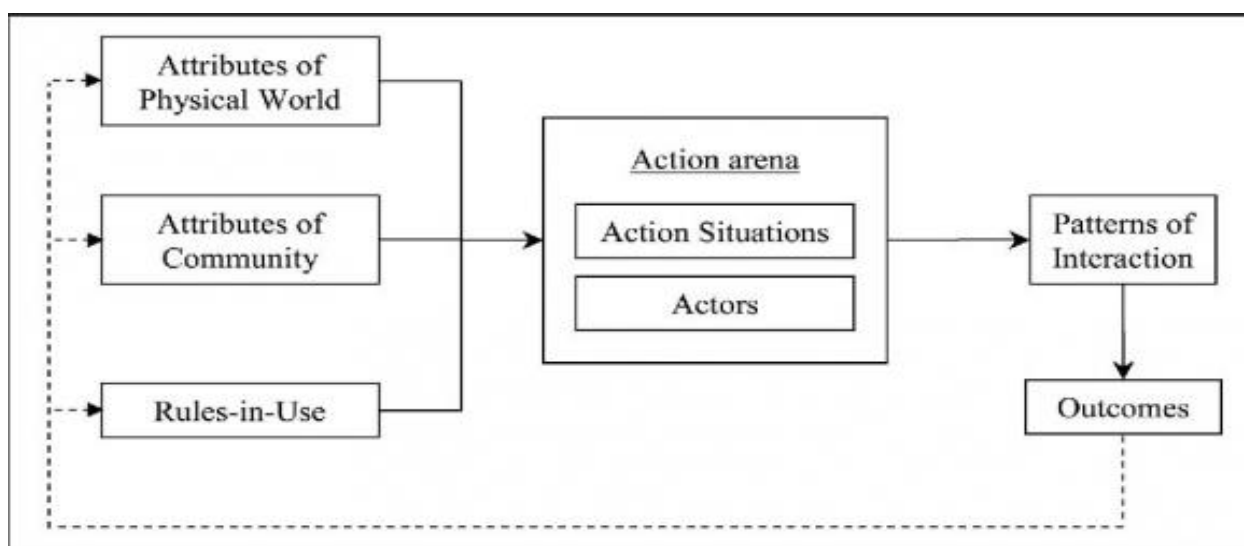 Attributes of
Physical World
Attributes of
Community
Rules-in-Use
Action arena
Action Situations
Actors
Patterns of
Interaction
Outcomes